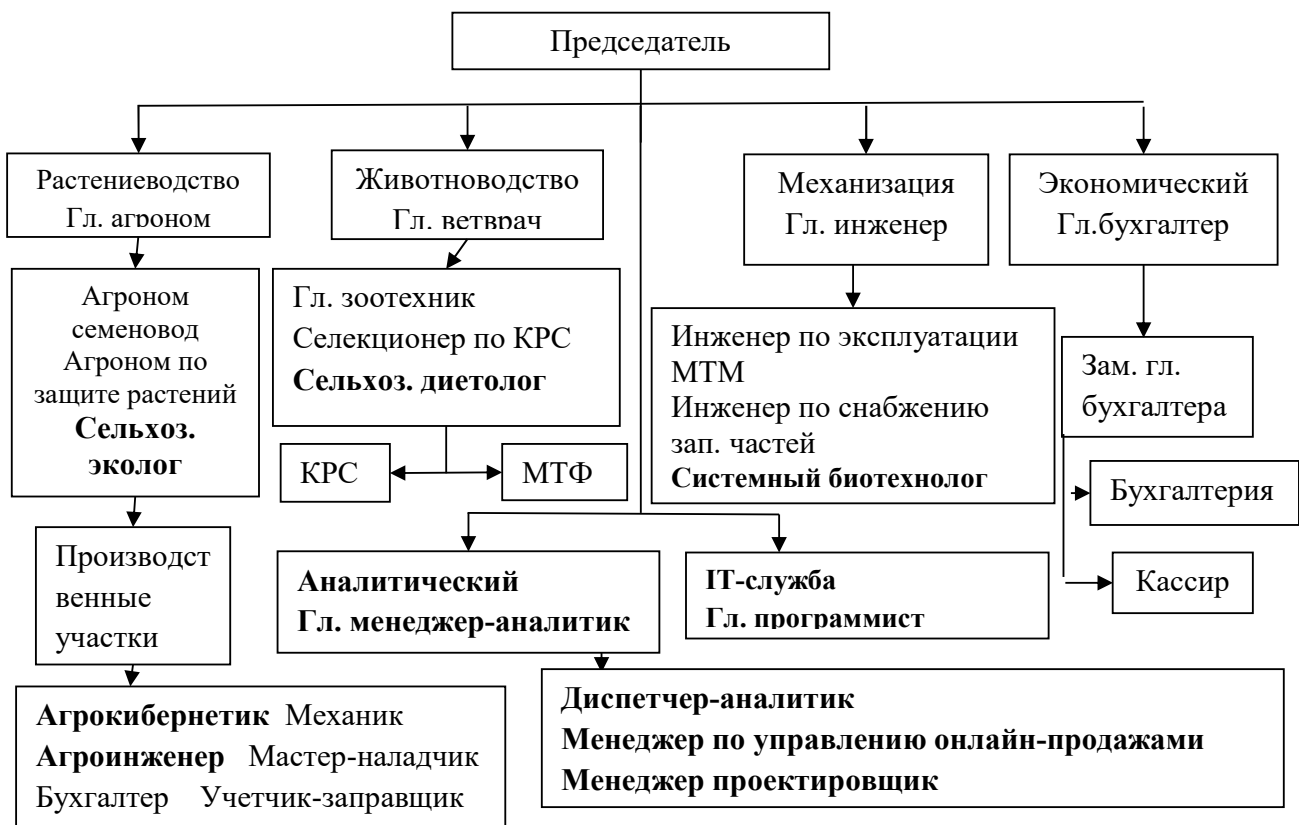 Председатель
Растениеводство
Гл. агроном
Животноводство
Гл. ветврач
Механизация
Гл. инженер
Экономический
Гл.бухгалтер
Агроном
семеновод
Агроном по
защите растений
Сельхоз.
эколог
Гл. зоотехник
Селекционер по КРС
Сельхоз. диетолог
Инженер по эксплуатации
МТМ
Инженер по снабжению
зап. частей
Системный биотехнолог
Зам. гл.
бухгалтера
КРС
МТФ
Бухгалтерия
Кассир
Производст
венные
участки
Аналитический
Гл. менеджер-аналитик
IT-служба
Гл. программист
Агрокибернетик Механик
Агроинженер Мастер-наладчик
Бухгалтер Учетчик-заправщик
Диспетчер-аналитик
Менеджер по управлению онлайн-продажами
Менеджер проектировщик